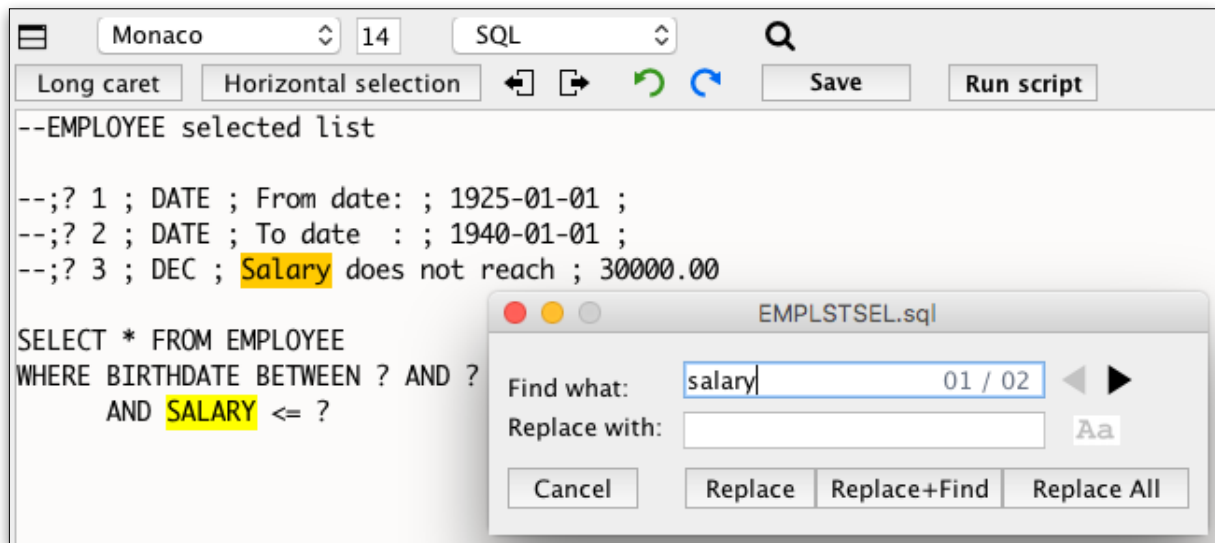 Monaco 14 SQL
Long caret Horizontal selection Save Run script
--EMPLOYEE selected list
--;? 1 ; DATE ; From date: ; 1925-01-01 ;
--;? 2 ; DATE ; To date  : ; 1940-01-01 ;
--;? 3 ; DEC ; Salary does not reach ; 30000.00
SELECT * FROM EMPLOYEE
WHERE BIRTHDATE BETWEEN ? AND ?
      AND SALARY <= ?
EMPLSTSEL.sql
Find what: salary 01 / 02
Replace with: Aa
Cancel Replace Replace+Find Replace All